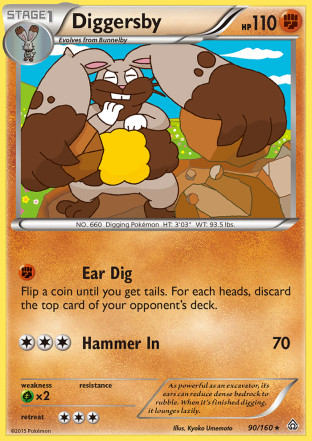 STAGE1
Diggersby
HP110
Evolves from Bunnelby
NO. 660 Digging Pokémon HT: 3'03" WT: 93.5 lbs.
Ear Dig
Flip a coin until you get tails. For each heads, discard
the top card of your opponent's deck.
Hammer In 70
weakness resistance
×2
retreat
As powerful as an excavator, its
ears can reduce dense bedrock to
rubble. When it's finished digging,
it lounges lazily.
©2015 Pokémon
Illus. Kyoko Umemoto
90/160 ★